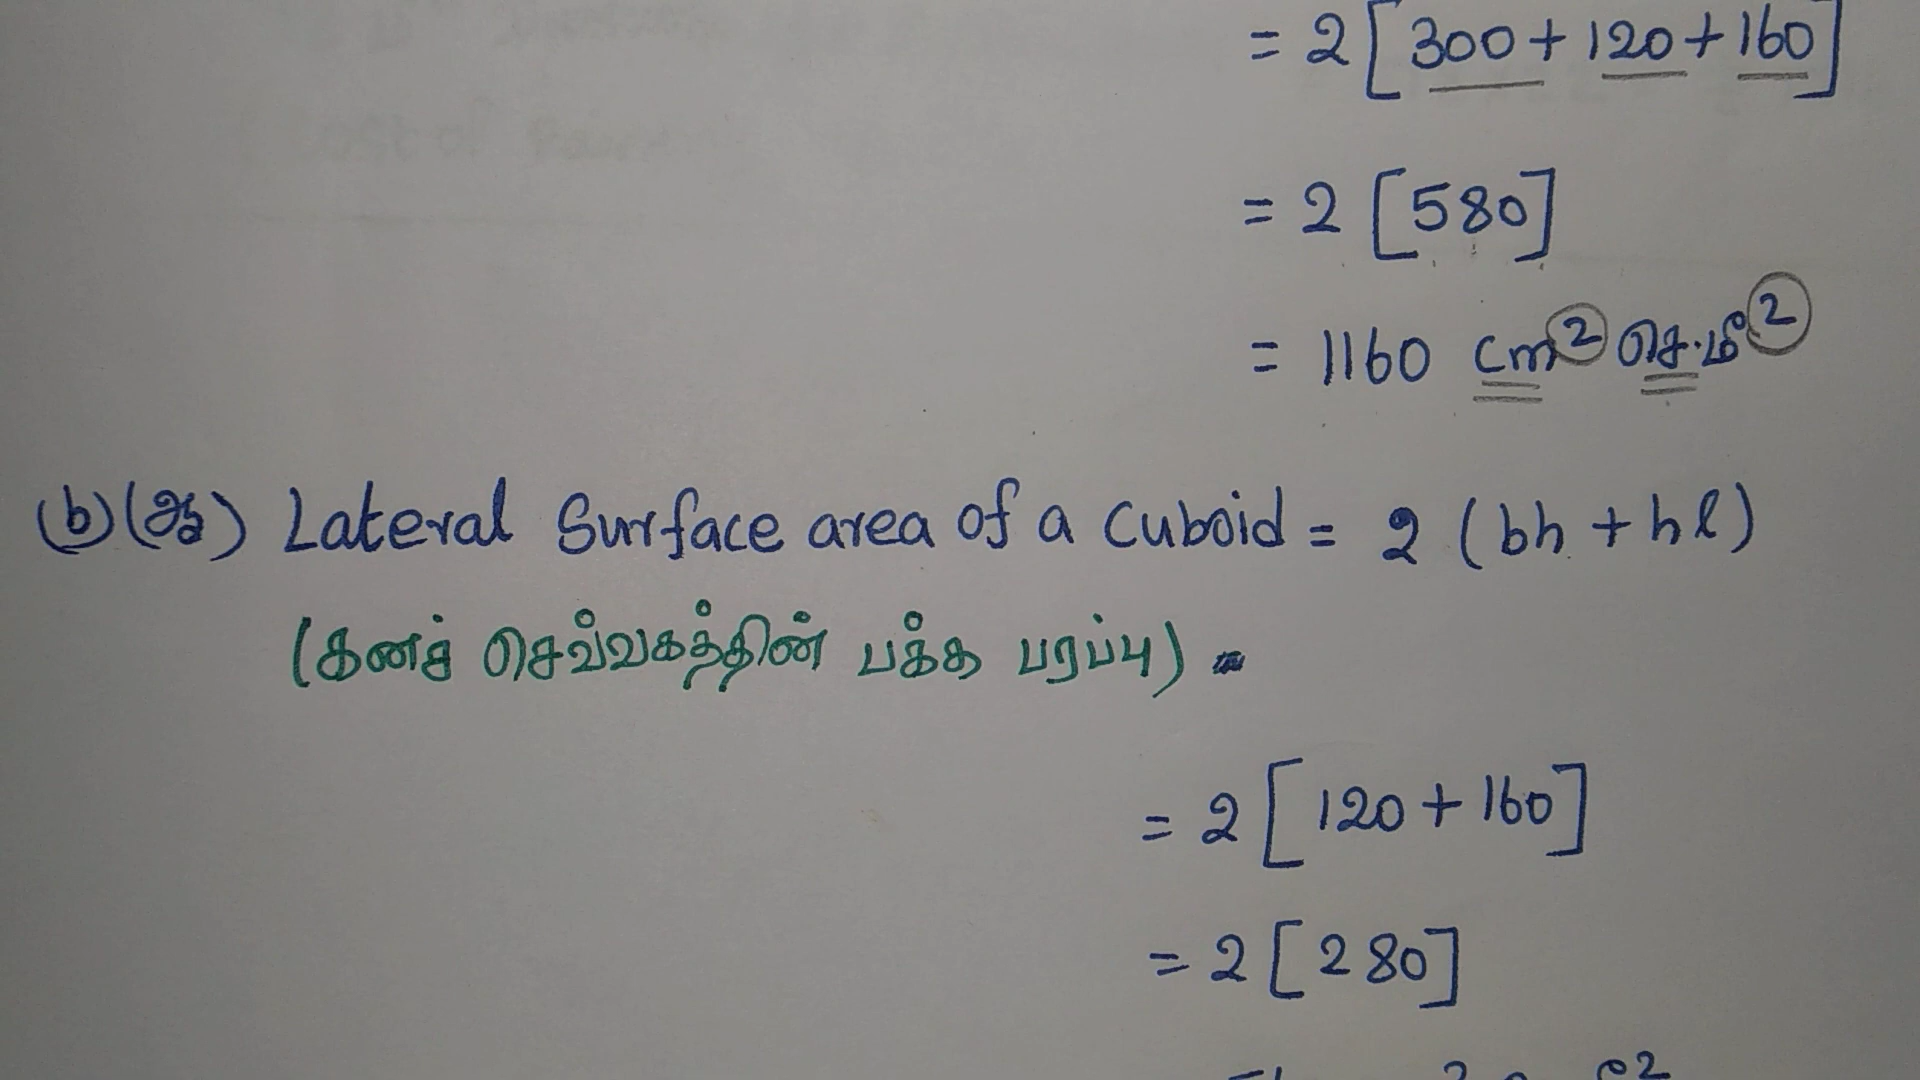 = 2 [300 + 120 + 160]
= 2 [580]
= 1160 cm² செ.மீ²
(b) (ஆ) Lateral Surface area of a cuboid = 2 (bh + hl)
(கனச் செவ்வகத்தின் பக்க பரப்பு)
= 2 [120 + 160]
= 2 [280]